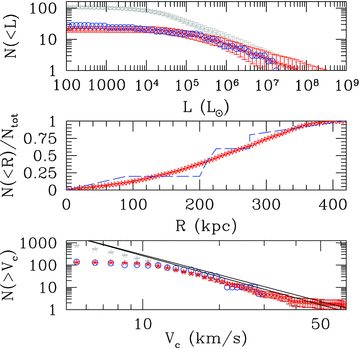 N(<L)
100
10
1
100 1000 10⁴ 10⁵ 10⁶ 10⁷ 10⁸ 10⁹
L (L⊙)
N(<R)/Ntot
1
0.75
0.5
0.25
0
0 100 200 300 400
R (kpc)
N(>Vc)
1000
100
10
1
10 50
Vc (km/s)